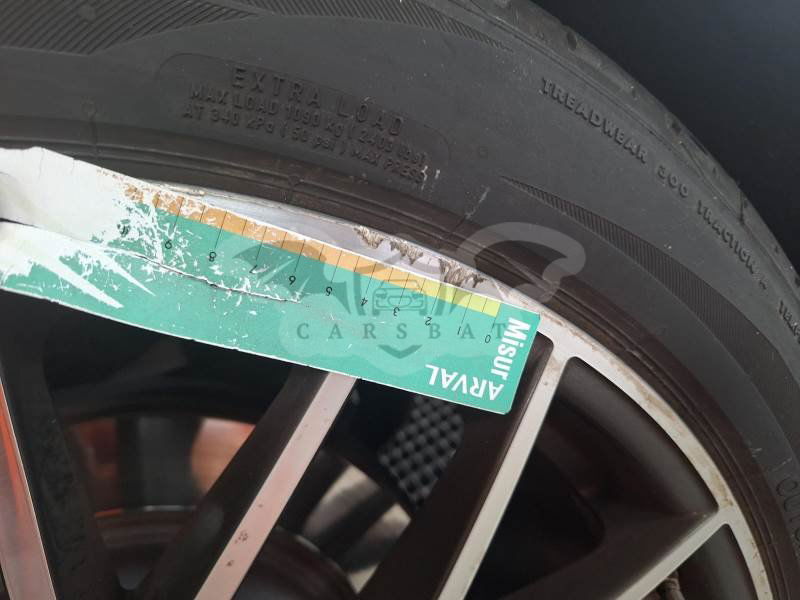 EXTRA LOAD
MAX LOAD 1090 KG ( 2403 lbs)
AT 340 KPa ( 50 psi ) MAX PRESS
TREADWEAR 300 TRACTION
CARSBAT
0 1 2 3 4 5 6 7 8 9
Misur
ARVAL